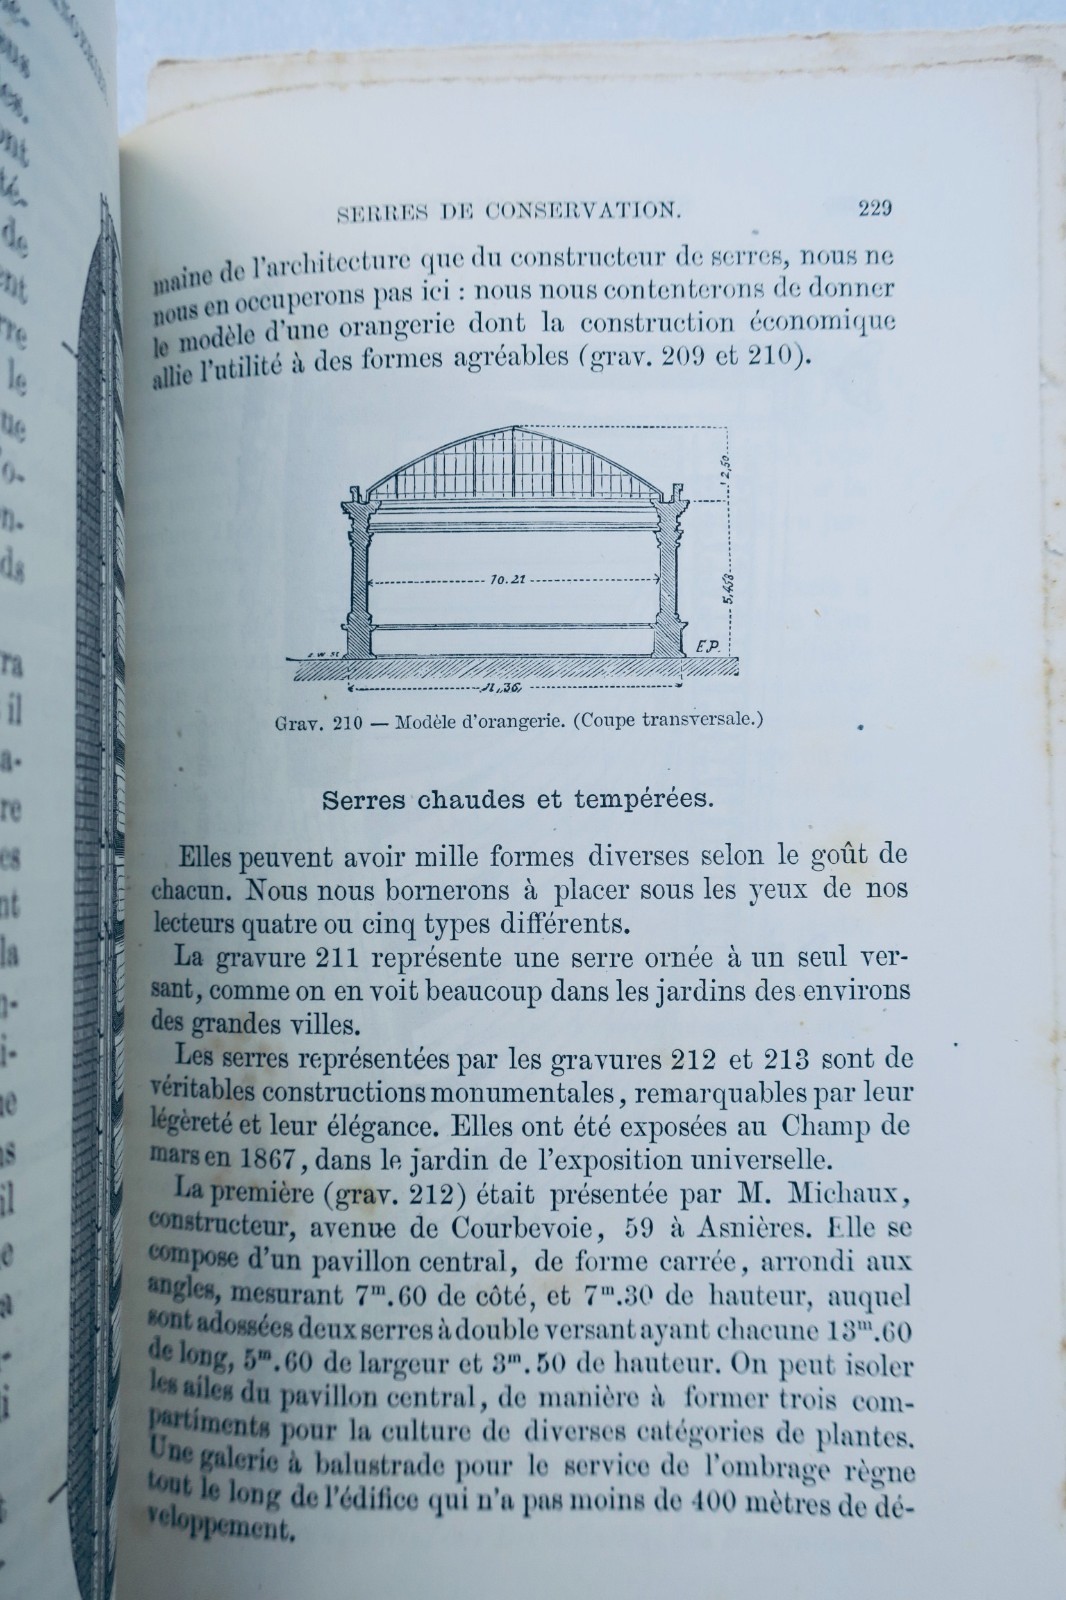 SERRES DE CONSERVATION. 229
maine de l'architecture que du constructeur de serres, nous ne
nous en occuperons pas ici : nous nous contenterons de donner
le modèle d'une orangerie dont la construction économique
allie l'utilité à des formes agréables (grav. 209 et 210).
2,50
10.21
5,458
E.P.
11,36
Grav. 210 — Modèle d'orangerie. (Coupe transversale.)
Serres chaudes et tempérées.
Elles peuvent avoir mille formes diverses selon le goût de
chacun. Nous nous bornerons à placer sous les yeux de nos
lecteurs quatre ou cinq types différents.
La gravure 211 représente une serre ornée à un seul ver-
sant, comme on en voit beaucoup dans les jardins des environs
des grandes villes.
Les serres représentées par les gravures 212 et 213 sont de
véritables constructions monumentales, remarquables par leur
légèreté et leur élégance. Elles ont été exposées au Champ de
mars en 1867, dans le jardin de l'exposition universelle.
La première (grav. 212) était présentée par M. Michaux,
constructeur, avenue de Courbevoie, 59 à Asnières. Elle se
compose d'un pavillon central, de forme carrée, arrondi aux
angles, mesurant 7m.60 de côté, et 7m.30 de hauteur, auquel
sont adossées deux serres à double versant ayant chacune 13m.60
de long, 5m.60 de largeur et 3m.50 de hauteur. On peut isoler
les ailes du pavillon central, de manière à former trois com-
partiments pour la culture de diverses catégories de plantes.
Une galerie à balustrade pour le service de l'ombrage règne
tout le long de l'édifice qui n'a pas moins de 400 mètres de dé-
veloppement.